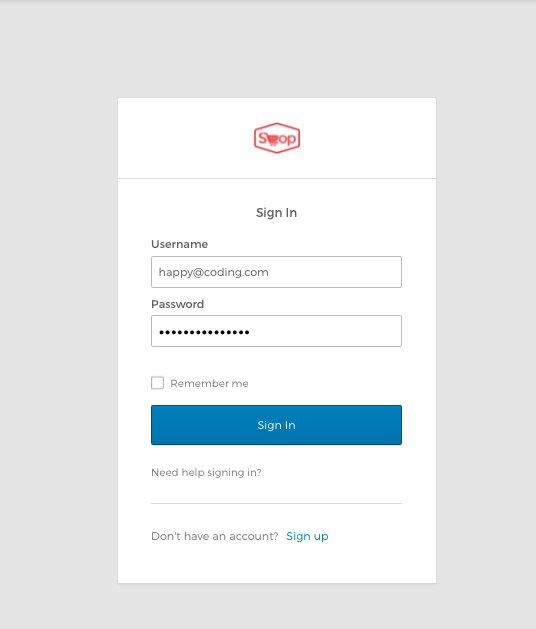 Shop
Sign In
Username
happy@coding.com
Password
•••••••••••••••
Remember me
Sign In
Need help signing in?
Don't have an account? Sign up